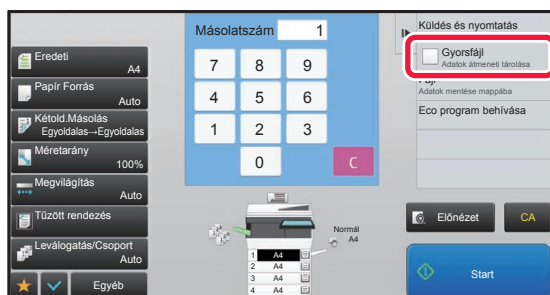 Másolatszám 1
Eredeti
A4
Papír Forrás
Auto
Kétold.Másolás
Egyoldalas→Egyoldalas
Méretarány
100%
Megvilágítás
Auto
Tűzött rendezés
Leválogatás/Csoport
Auto
Egyéb
7 8 9
4 5 6
1 2 3
0 C
Normál
A4
1 A4
2 A4
3 A4
4 A4
Küldés és nyomtatás
Gyorsfájl
Adatok átmeneti tárolása
Adatok mentése mappába
Eco program behívása
Előnézet CA
Start